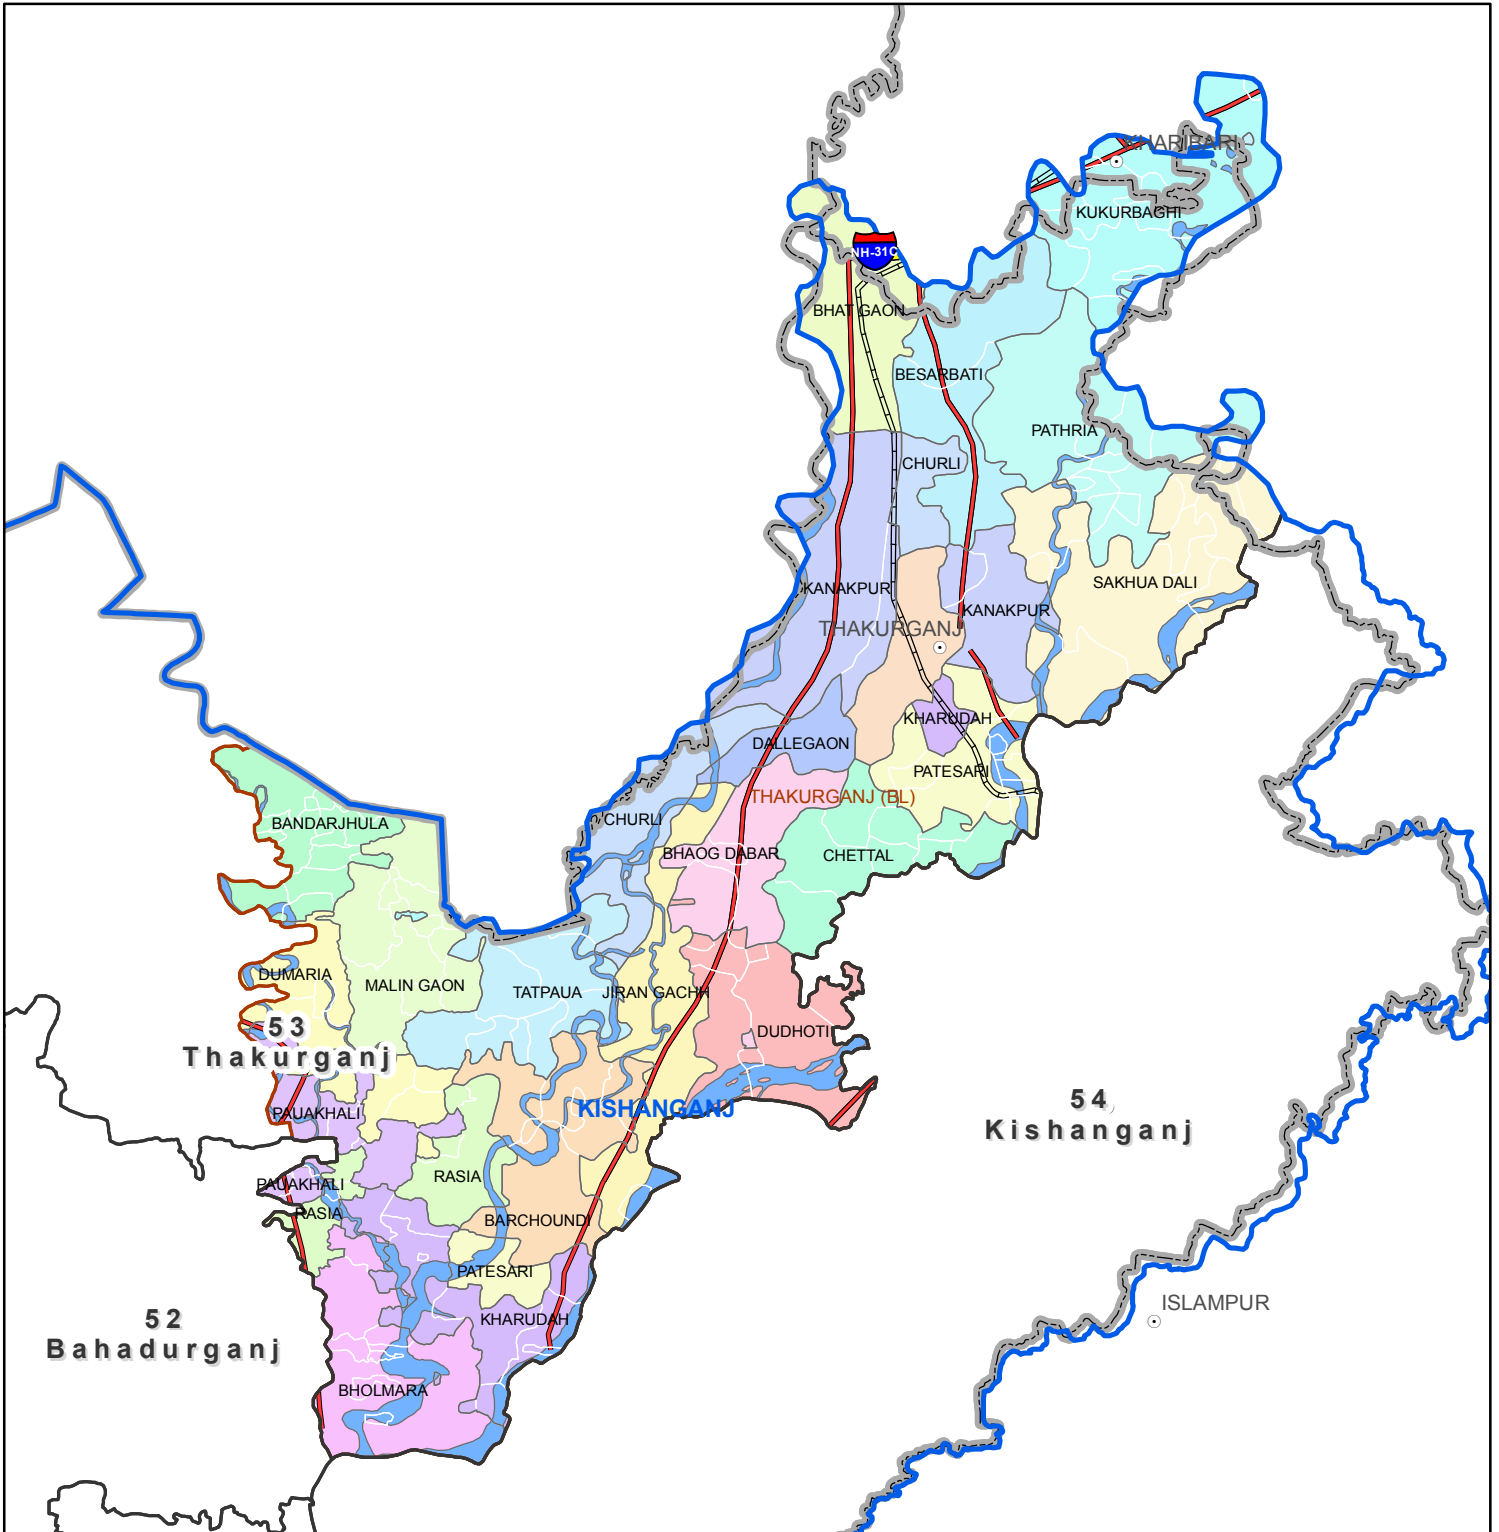 KHARIBARI
KUKURBAGHI
NH-31C
BHAT GAON
BESARBATI
PATHRIA
CHURLI
SAKHUA DALI
KANAKPUR
KANAKPUR
THAKURGANJ
KHARUDAH
DALLEGAON
PATESARI
THAKURGANJ (BL)
CHURLI
BANDARJHULA
BHAOG DABAR
CHETTAL
DUMARIA
MALIN GAON
TATPAUA
JIRAN GACHH
DUDHOTI
53
Thakurganj
PAUAKHALI
KISHANGANJ
54
Kishanganj
RASIA
PAUAKHALI
RASIA
BARCHOUNDI
PATESARI
ISLAMPUR
52
Bahadurganj
KHARUDAH
BHOLMARA